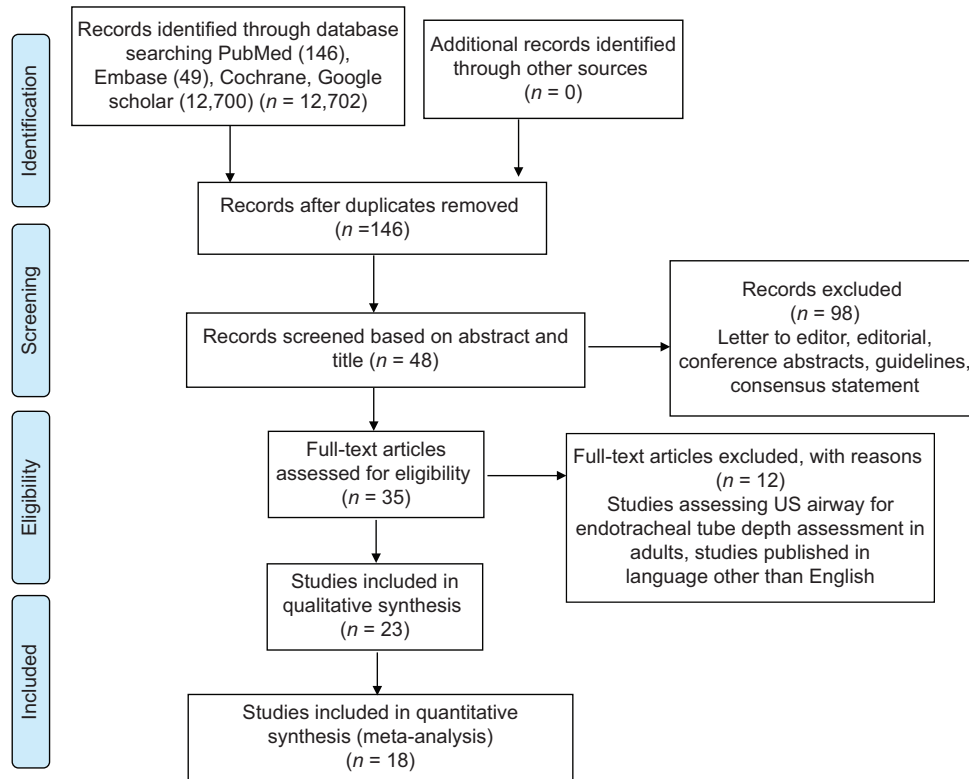 Identification
Records identified through database
searching PubMed (146),
Embase (49), Cochrane, Google
scholar (12,700) (n = 12,702)
Additional records identified
through other sources
(n = 0)
Records after duplicates removed
(n =146)
Screening
Records screened based on abstract and
title (n = 48)
Records excluded
(n = 98)
Letter to editor, editorial,
conference abstracts, guidelines,
consensus statement
Eligibility
Full-text articles
assessed for eligibility
(n = 35)
Full-text articles excluded, with reasons
(n = 12)
Studies assessing US airway for
endotracheal tube depth assessment in
adults, studies published in
language other than English
Studies included in
qualitative synthesis
(n = 23)
Included
Studies included in quantitative
synthesis (meta-analysis)
(n = 18)